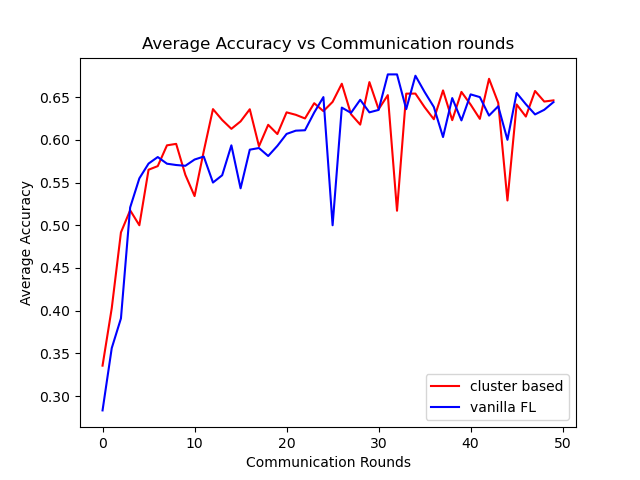 Average Accuracy vs Communication rounds
Average Accuracy
0.65
0.60
0.55
0.50
0.45
0.40
0.35
0.30
0
10
20
30
40
50
Communication Rounds
cluster based
vanilla FL